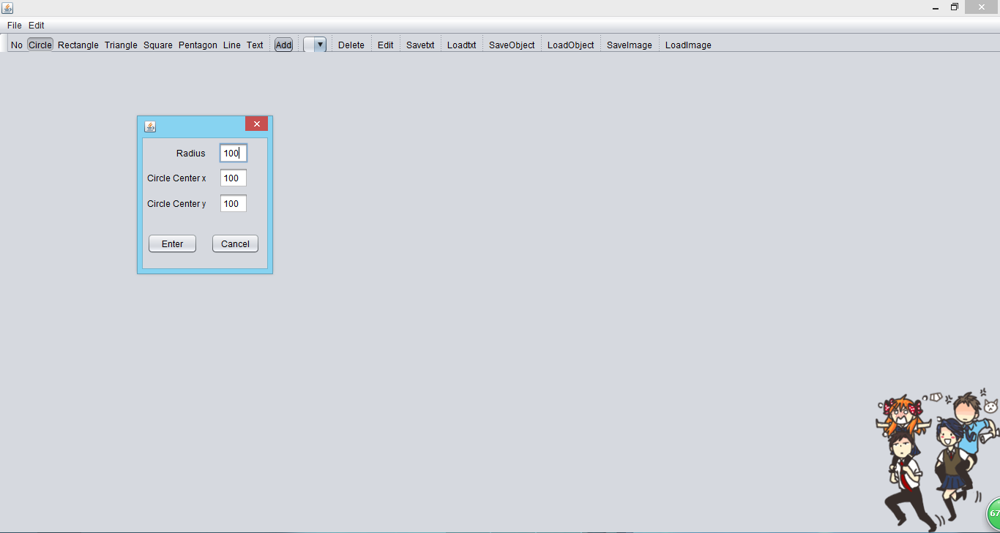 File Edit
No Circle Rectangle Triangle Square Pentagon Line Text Add Delete Edit Savetxt Loadtxt SaveObject LoadObject SaveImage LoadImage
Radius 100
Circle Center x 100
Circle Center y 100
Enter Cancel
67